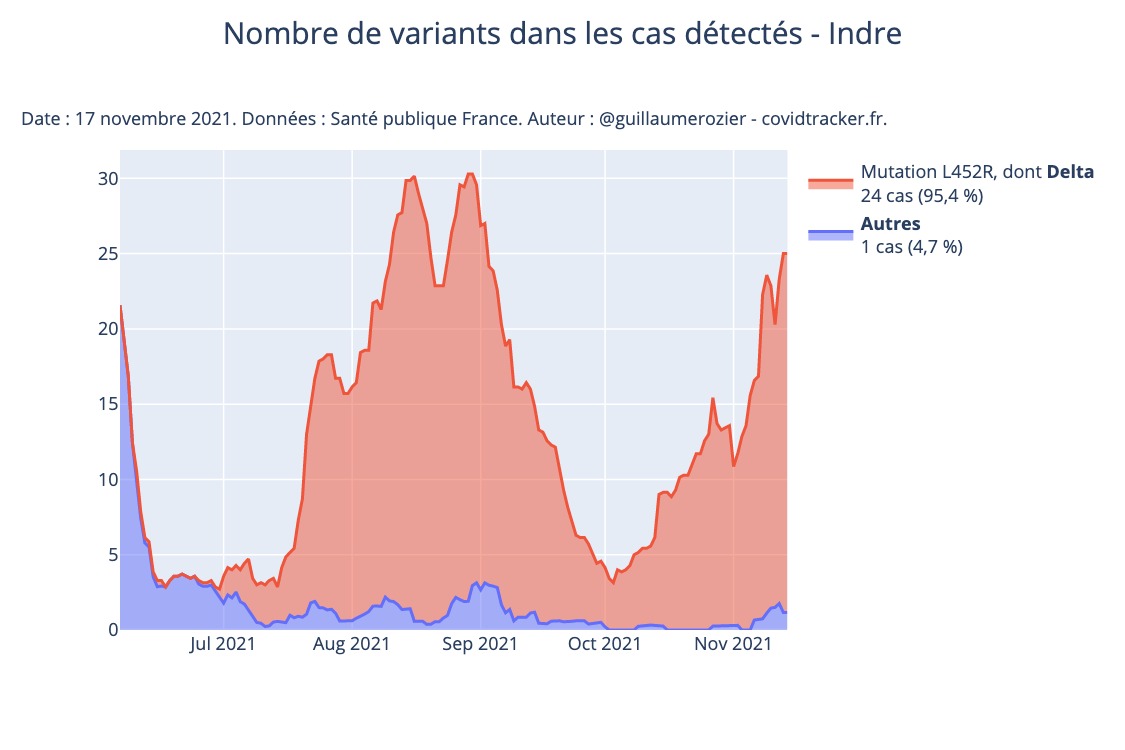 Nombre de variants dans les cas détectés - Indre
Date : 17 novembre 2021. Données : Santé publique France. Auteur : @guillaumerozier - covidtracker.fr.
Mutation L452R, dont Delta
24 cas (95,4 %)
Autres
1 cas (4,7 %)
30
25
20
15
10
5
0
Jul 2021 Aug 2021 Sep 2021 Oct 2021 Nov 2021